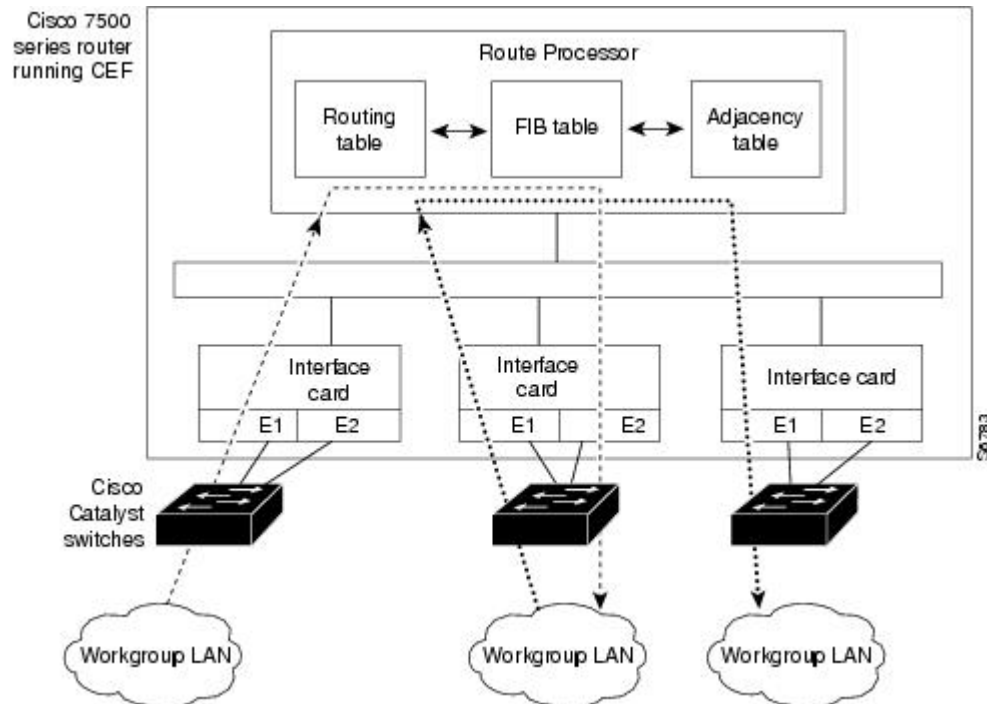 Cisco 7500
series router
running CEF
Route Processor
Routing
table
FIB table
Adjacency
table
Interface
card
E1
E2
Interface
card
E1
E2
Interface card
E1
E2
S6783
Cisco
Catalyst
switches
Workgroup LAN
Workgroup LAN
Workgroup LAN